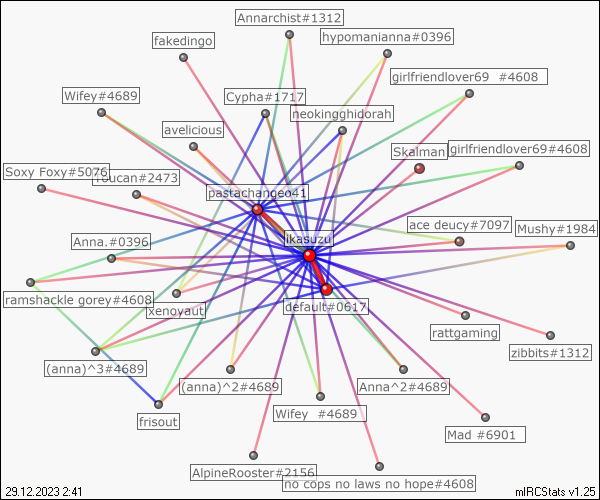 Annarchist#1312
hypomanianna#0396
fakedingo
girlfriendlover69 #4608
Wifey#4689
Cypha#1717
neokingghidorah
avelicious
Skalman
girlfriendlover69#4608
Soxy Foxy#5076
Toucan#2473
pastachangeo41
ace deucy#7097
Mushy#1984
Anna.#0396
ikasuzu
ramshackle gorey#4608
xenoyaut
default#0617
rattgaming
zibbits#1312
(anna)^3#4689
(anna)^2#4689
Anna^2#4689
Wifey #4689
frisout
Mad #6901
AlpineRooster#2156
no cops no laws no hope#4608
29.12.2023 2:41
mIRCStats v1.25